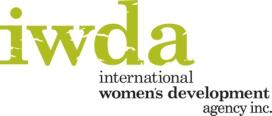 iwda
international
women's development
agency inc.